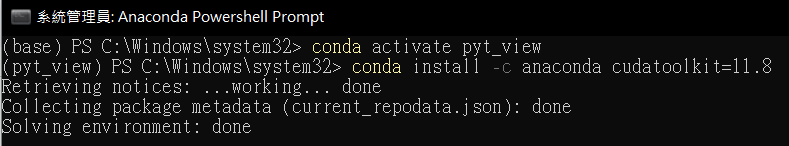 系統管理員: Anaconda Powershell Prompt
(base) PS C:\Windows\system32> conda activate pyt_view
(pyt_view) PS C:\Windows\system32> conda install -c anaconda cudatoolkit=11.8
Retrieving notices: ...working... done
Collecting package metadata (current_repodata.json): done
Solving environment: done